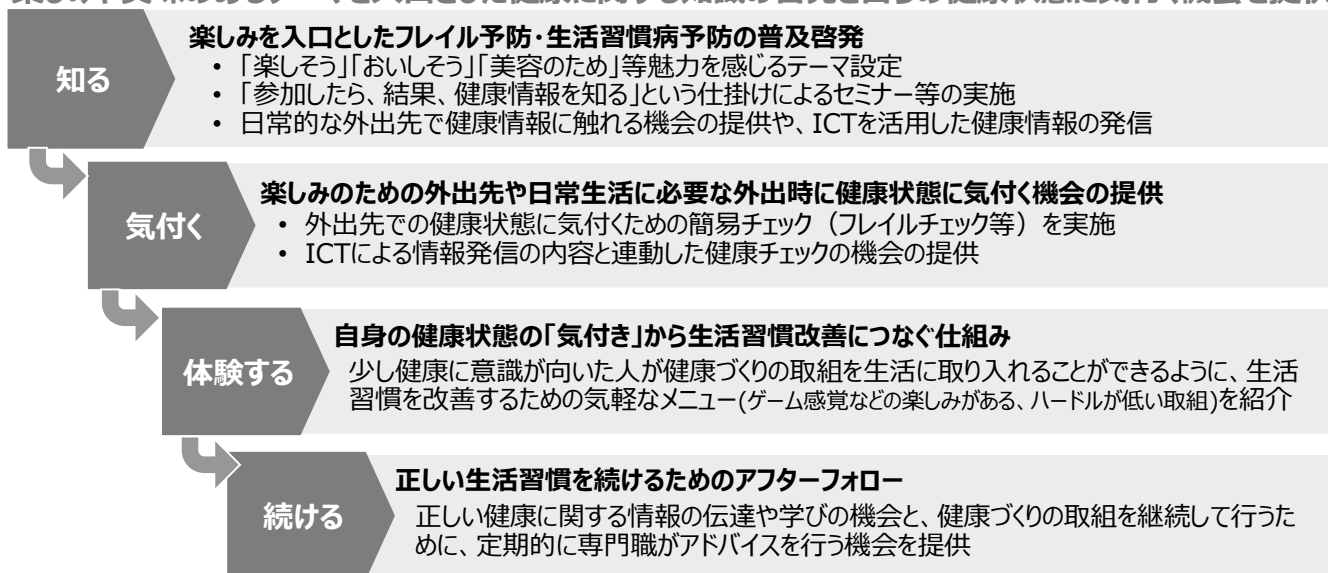 知る
楽しみを入口としたフレイル予防・生活習慣病予防の普及啓発
• 「楽しそう」「おいしそう」「美容のため」等魅力を感じるテーマ設定
• 「参加したら、結果、健康情報を知る」という仕掛けによるセミナー等の実施
• 日常的な外出先で健康情報に触れる機会の提供や、ICTを活用した健康情報の発信
気付く
楽しみのための外出先や日常生活に必要な外出時に健康状態に気付く機会の提供
• 外出先での健康状態に気付くための簡易チェック（フレイルチェック等）を実施
• ICTによる情報発信の内容と連動した健康チェックの機会の提供
体験する
自身の健康状態の「気付き」から生活習慣改善につなぐ仕組み
少し健康に意識が向いた人が健康づくりの取組を生活に取り入れることができるように、生活
習慣を改善するための気軽なメニュー(ゲーム感覚などの楽しみがある、ハードルが低い取組)を紹介
続ける
正しい生活習慣を続けるためのアフターフォロー
正しい健康に関する情報の伝達や学びの機会と、健康づくりの取組を継続して行うた
めに、定期的に専門職がアドバイスを行う機会を提供